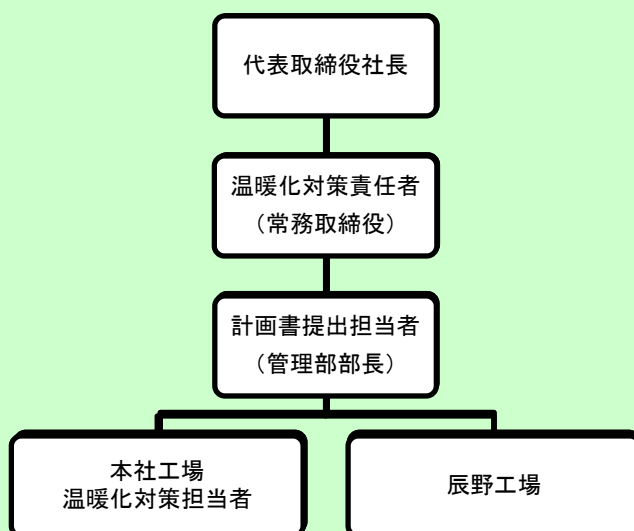 代表取締役社長
温暖化対策責任者
（常務取締役）
計画書提出担当者
（管理部部長）
本社工場
温暖化対策担当者
辰野工場